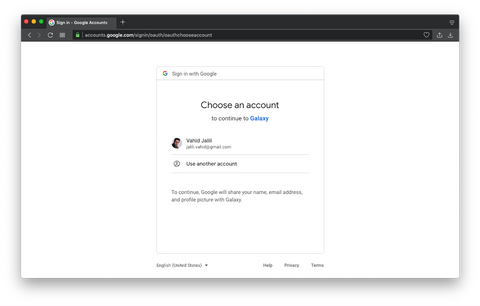 Sign in - Google Accounts
accounts.google.com/signin/oauth/oauthchooseaccount
Sign in with Google
Choose an account
to continue to Galaxy
Vahid Jalili
jalili.vahid@gmail.com
Use another account
To continue, Google will share your name, email address,
and profile picture with Galaxy.
English (United States)
Help Privacy Terms